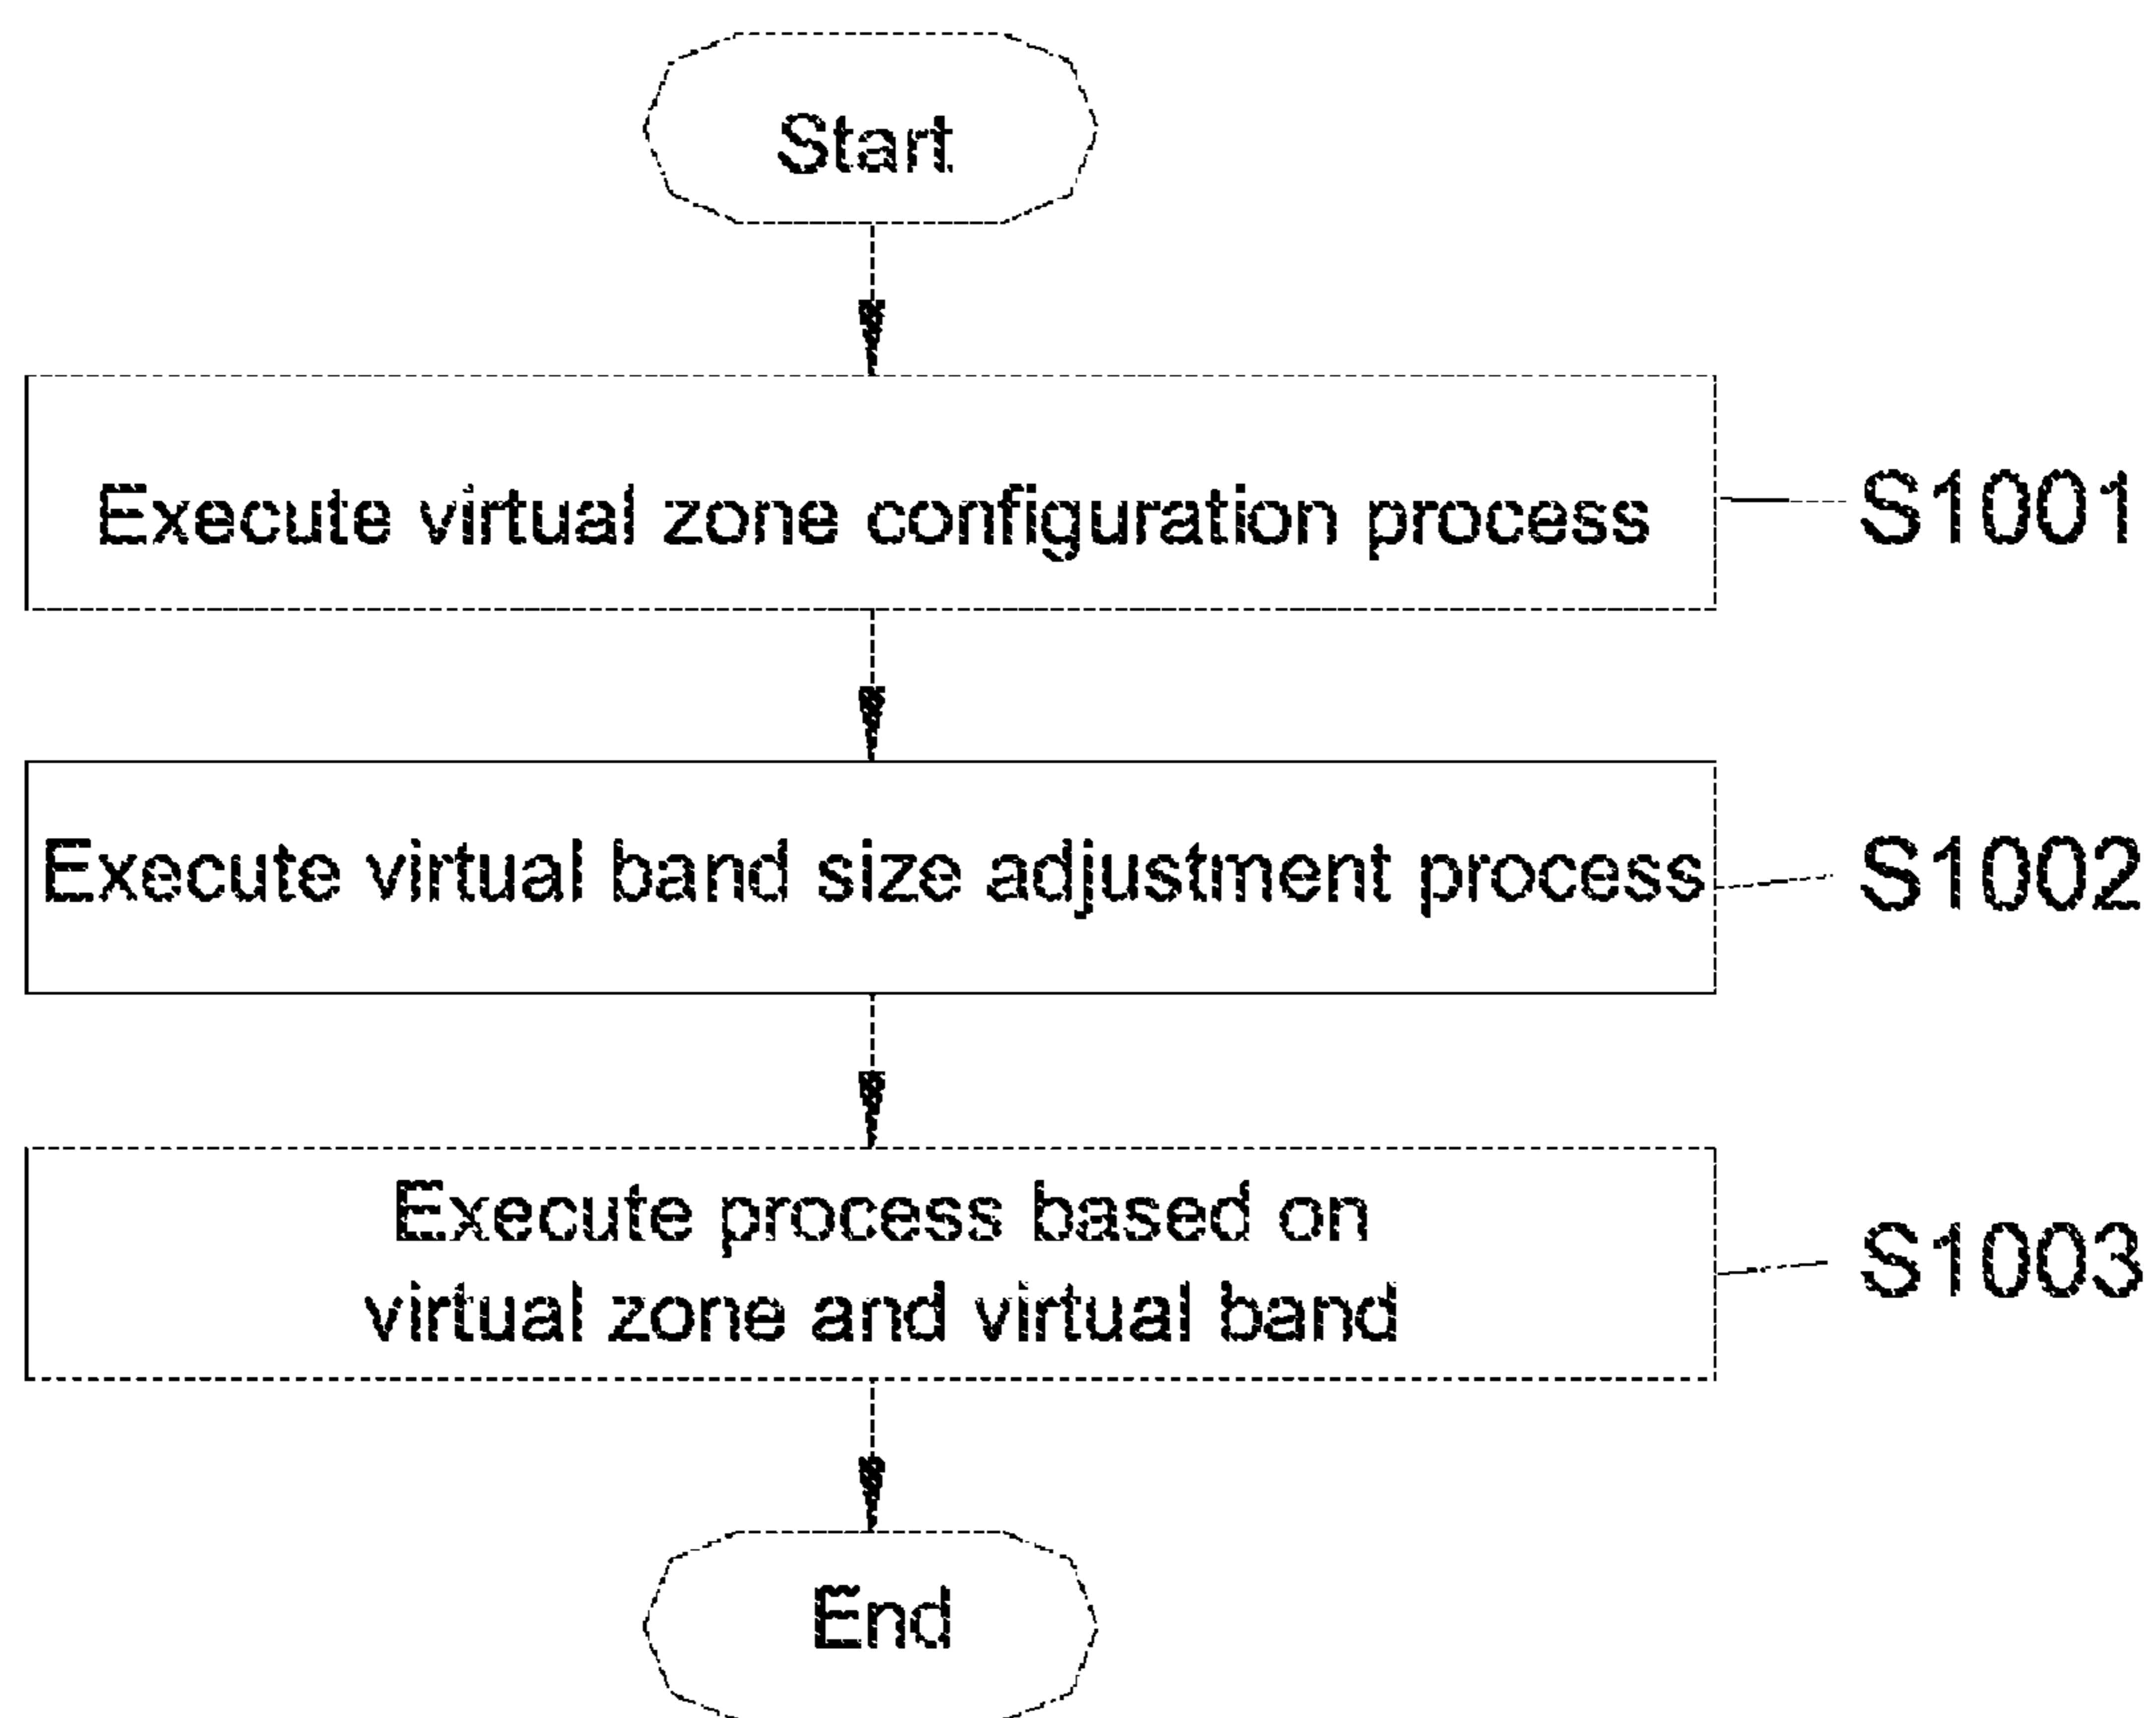 Start
Execute virtual zone configuration process
S1001
Execute virtual band size adjustment process
S1002
Execute process based on
virtual zone and virtual band
S1003
End